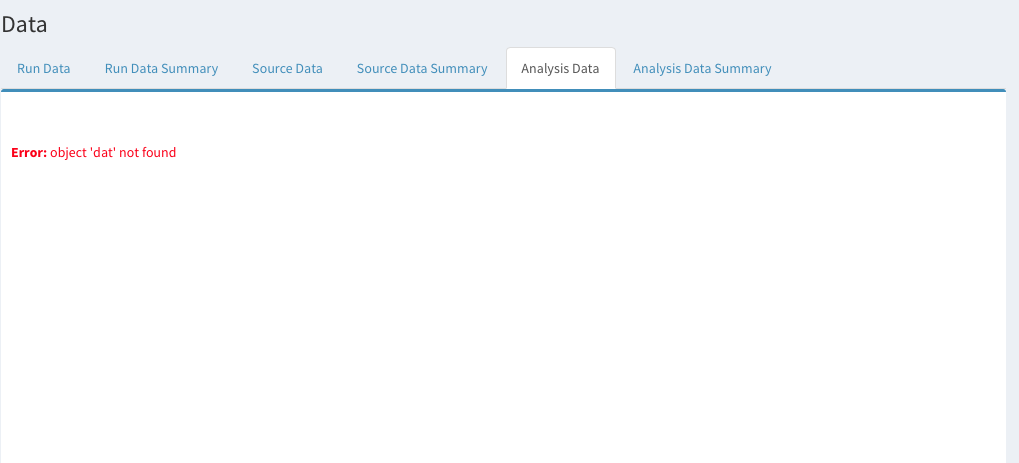 Data
Run Data Run Data Summary Source Data Source Data Summary Analysis Data Analysis Data Summary
Error: object 'dat' not found